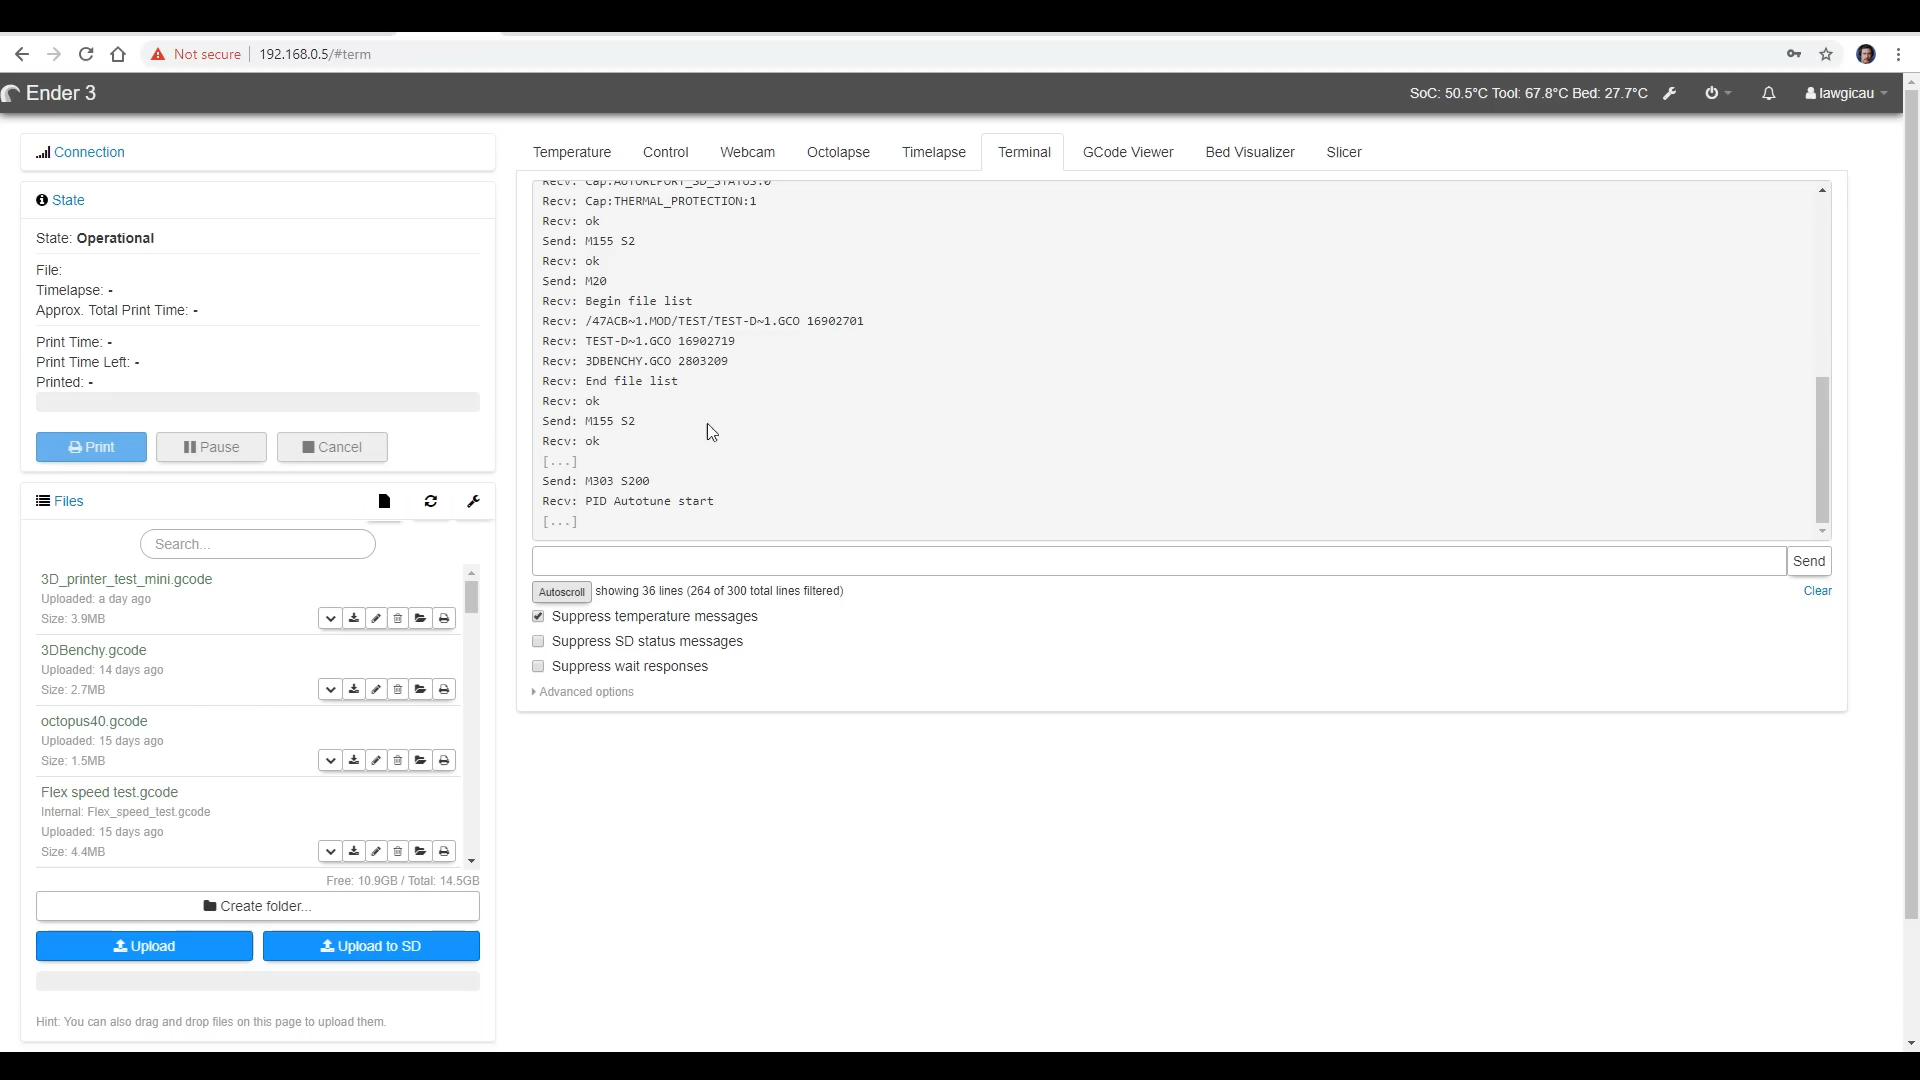 Not secure 192.168.0.5/#term
Ender 3
SoC: 50.5°C Tool: 67.8°C Bed: 27.7°C
lawgicau
Connection
State
State: Operational
File:
Timelapse: -
Approx. Total Print Time: -
Print Time: -
Print Time Left: -
Printed: -
Print Pause Cancel
Files
Search...
3D_printer_test_mini.gcode
Uploaded: a day ago
Size: 3.9MB
3DBenchy.gcode
Uploaded: 14 days ago
Size: 2.7MB
octopus40.gcode
Uploaded: 15 days ago
Size: 1.5MB
Flex speed test.gcode
Internal: Flex_speed_test.gcode
Uploaded: 15 days ago
Size: 4.4MB
Free: 10.9GB / Total: 14.5GB
Create folder...
Upload Upload to SD
Hint: You can also drag and drop files on this page to upload them.
Temperature Control Webcam Octolapse Timelapse Terminal GCode Viewer Bed Visualizer Slicer
Recv: Cap:AUTOREPORT_SD_STATUS:0
Recv: Cap:THERMAL_PROTECTION:1
Recv: ok
Send: M155 S2
Recv: ok
Send: M20
Recv: Begin file list
Recv: /47ACB~1.MOD/TEST/TEST-D~1.GCO 16902701
Recv: TEST-D~1.GCO 16902719
Recv: 3DBENCHY.GCO 2803209
Recv: End file list
Recv: ok
Send: M155 S2
Recv: ok
[...]
Send: M303 S200
Recv: PID Autotune start
[...]
Send
Autoscroll showing 36 lines (264 of 300 total lines filtered) Clear
Suppress temperature messages
Suppress SD status messages
Suppress wait responses
Advanced options